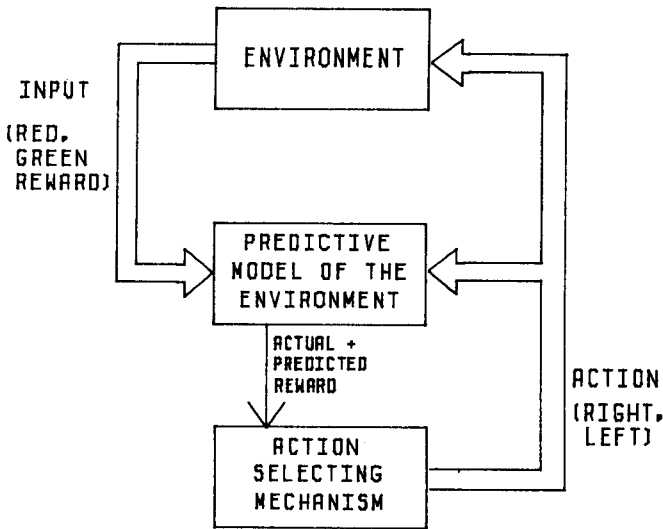 ENVIRONMENT
INPUT
(RED,
GREEN
REWARD)
PREDICTIVE
MODEL OF THE
ENVIRONMENT
ACTUAL +
PREDICTED
REWARD
ACTION
(RIGHT,
LEFT)
ACTION
SELECTING
MECHANISM